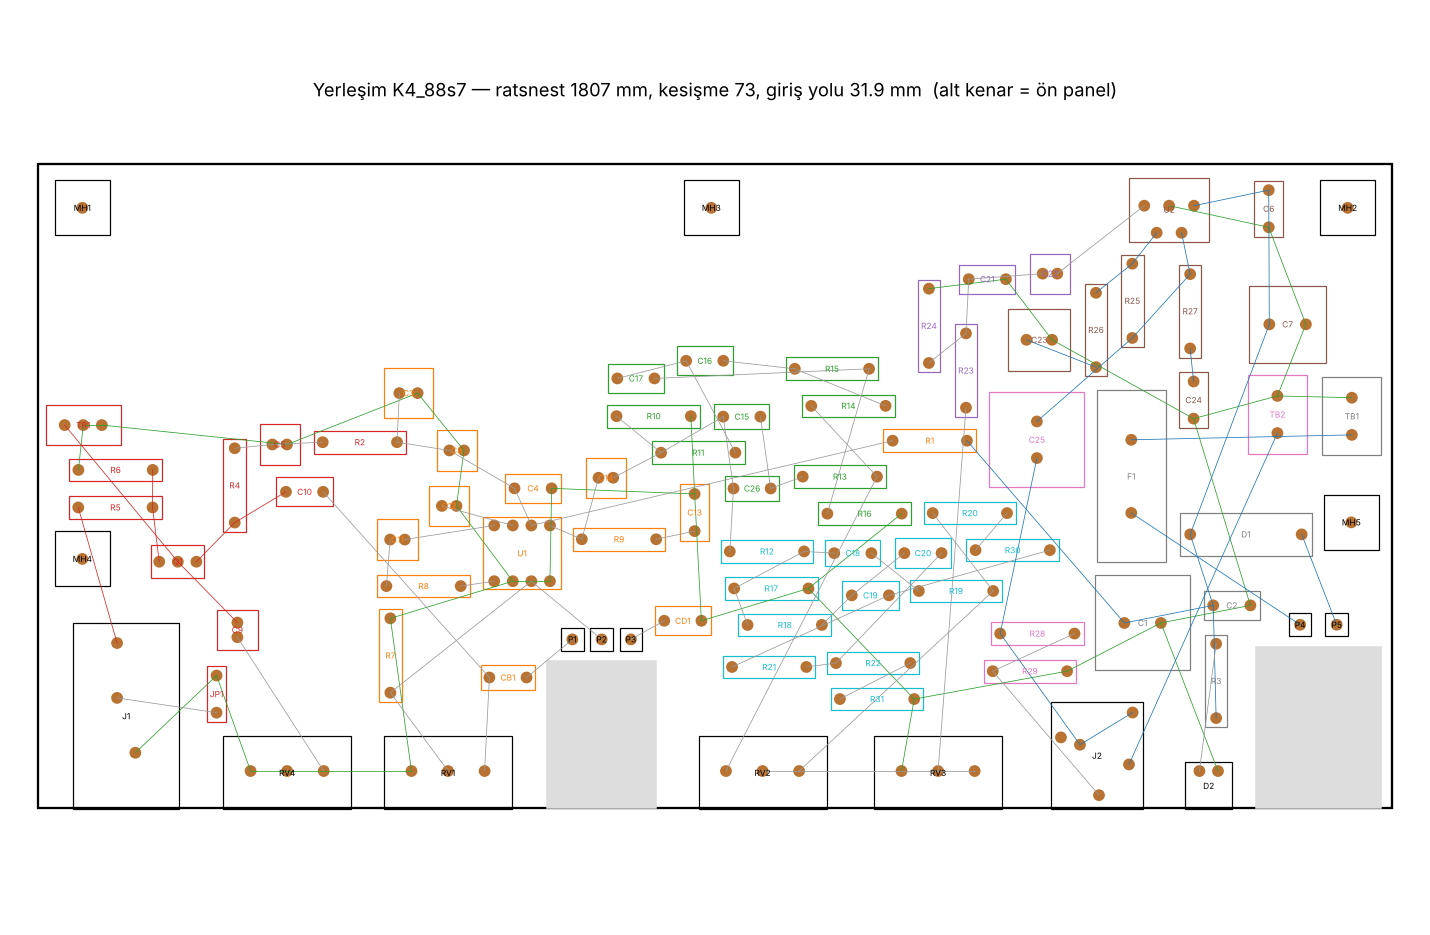 Yerleşim K4_88s7 — ratsnest 1807 mm, kesişme 73, giriş yolu 31.9 mm (alt kenar = ön panel)
MH1
MH3
C6
MH2
C21
R24
R25
R27
R26
C23
C7
R23
C16
C17
R15
R14
C24
TB2
TB1
R10
C15
R2
R1
C25
R11
R6
R4
R13
F1
C10
C4
C26
R5
C13
R16
R20
MH5
U1
R9
D1
MH4
R12
C18
C20
R30
R8
R17
C19
R19
C2
CD1
R18
C1
P1
P2
P3
R28
P4
P5
R7
R21
R22
R29
R3
CB1
JP1
R31
J1
J2
RV4
RV1
RV2
RV3
D2